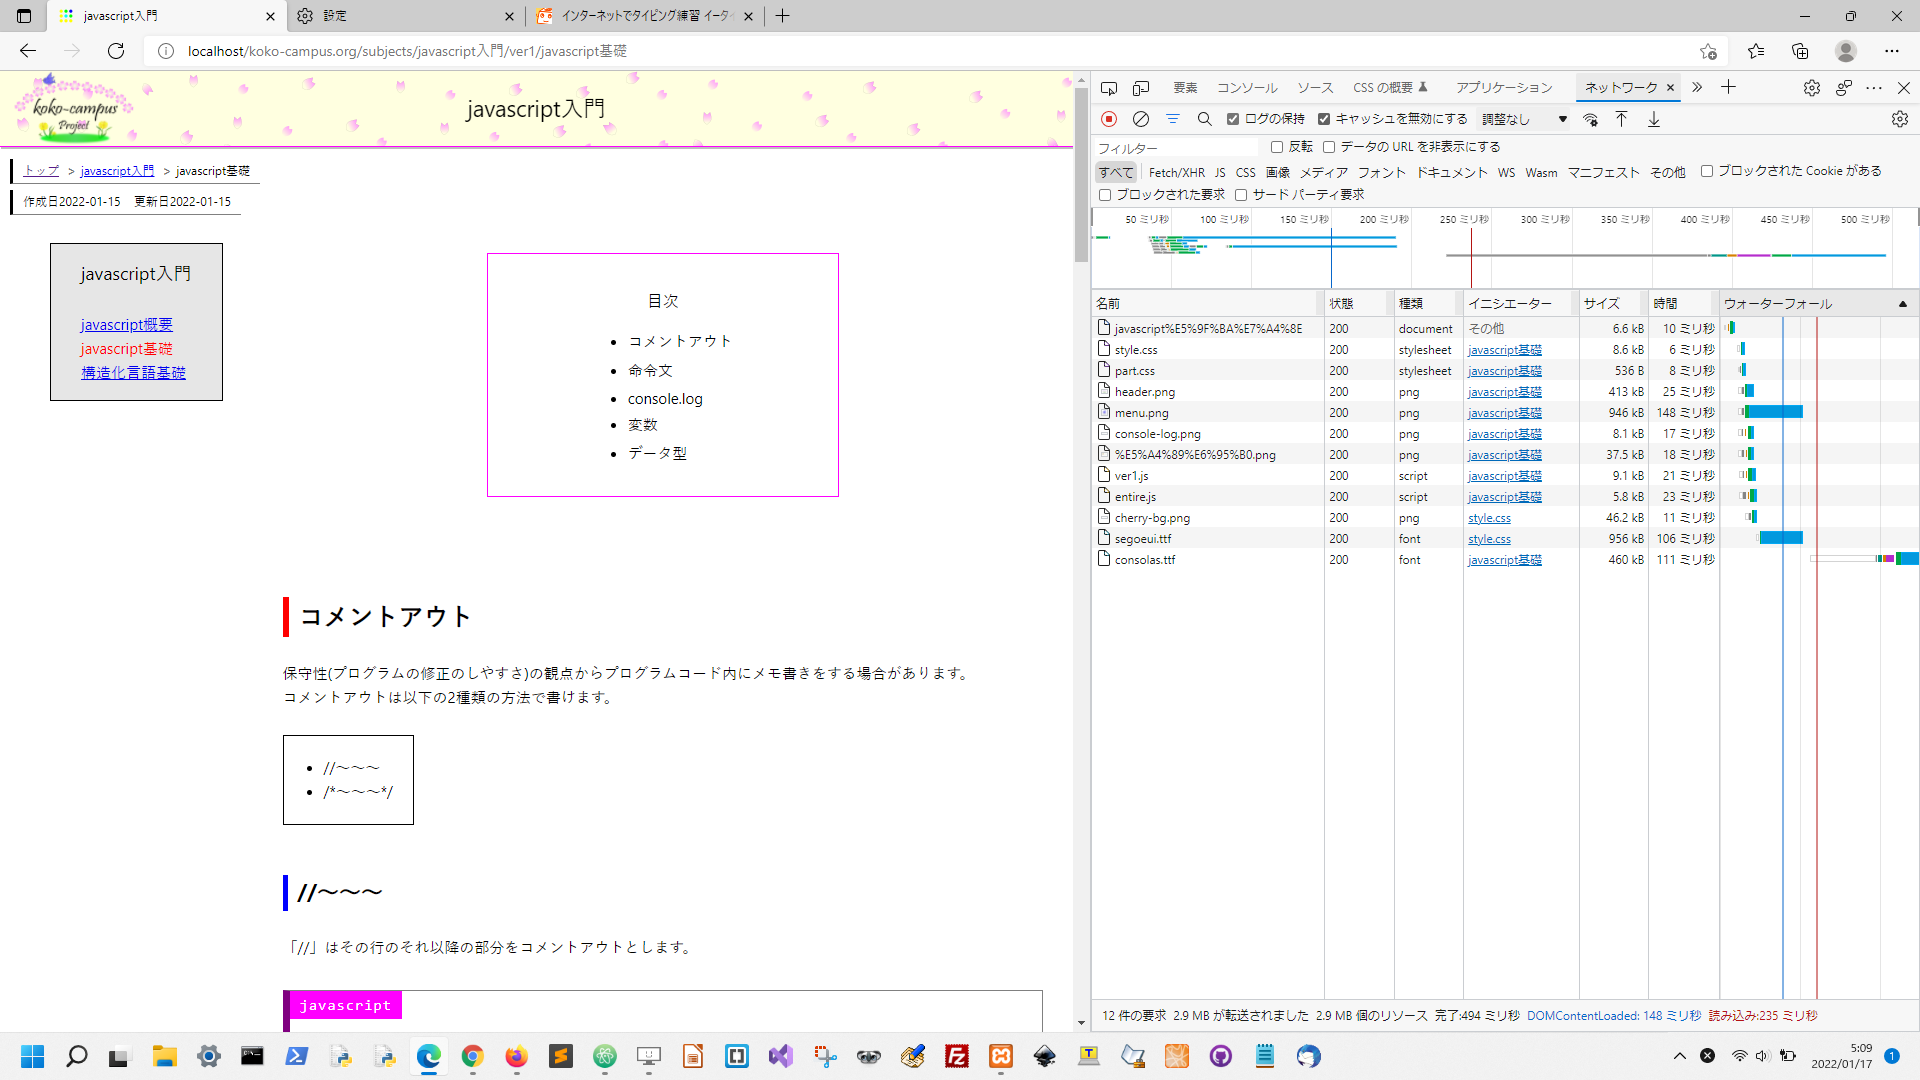 javascript入門
設定
インターネットでタイピング練習 イータイ
localhost/koko-campus.org/subjects/javascript入門/ver1/javascript基礎
koko-campus
Project
javascript入門
トップ > javascript入門 > javascript基礎
作成日2022-01-15 更新日2022-01-15
javascript入門
javascript概要
javascript基礎
構造化言語基礎
目次
コメントアウト
命令文
console.log
変数
データ型
コメントアウト
保守性(プログラムの修正のしやすさ)の観点からプログラムコード内にメモ書きをする場合があります。
コメントアウトは以下の2種類の方法で書けます。
//～～～
/*～～～*/
//～～～
「//」はその行のそれ以降の部分をコメントアウトとします。
javascript
要素 コンソール ソース CSS の概要 アプリケーション ネットワーク
ログの保持 キャッシュを無効にする 調整なし
フィルター 反転 データの URL を非表示にする
すべて Fetch/XHR JS CSS 画像 メディア フォント ドキュメント WS Wasm マニフェスト その他 ブロックされた Cookie がある
ブロックされた要求 サード パーティ要求
50 ミリ秒 100 ミリ秒 150 ミリ秒 200 ミリ秒 250 ミリ秒 300 ミリ秒 350 ミリ秒 400 ミリ秒 450 ミリ秒 500 ミリ秒
名前 状態 種類 イニシエーター サイズ 時間 ウォーターフォール
javascript%E5%9F%BA%E7%A4%8E 200 document その他 6.6 kB 10 ミリ秒
style.css 200 stylesheet javascript基礎 8.6 kB 6 ミリ秒
part.css 200 stylesheet javascript基礎 536 B 8 ミリ秒
header.png 200 png javascript基礎 413 kB 25 ミリ秒
menu.png 200 png javascript基礎 946 kB 148 ミリ秒
console-log.png 200 png javascript基礎 8.1 kB 17 ミリ秒
%E5%A4%89%E6%95%B0.png 200 png javascript基礎 37.5 kB 18 ミリ秒
ver1.js 200 script javascript基礎 9.1 kB 21 ミリ秒
entire.js 200 script javascript基礎 5.8 kB 23 ミリ秒
cherry-bg.png 200 png style.css 46.2 kB 11 ミリ秒
segoeui.ttf 200 font style.css 956 kB 106 ミリ秒
consolas.ttf 200 font javascript基礎 460 kB 111 ミリ秒
12 件の要求 2.9 MB が転送されました 2.9 MB 個のリソース 完了:494 ミリ秒 DOMContentLoaded: 148 ミリ秒 読み込み:235 ミリ秒
5:09
2022/01/17
1